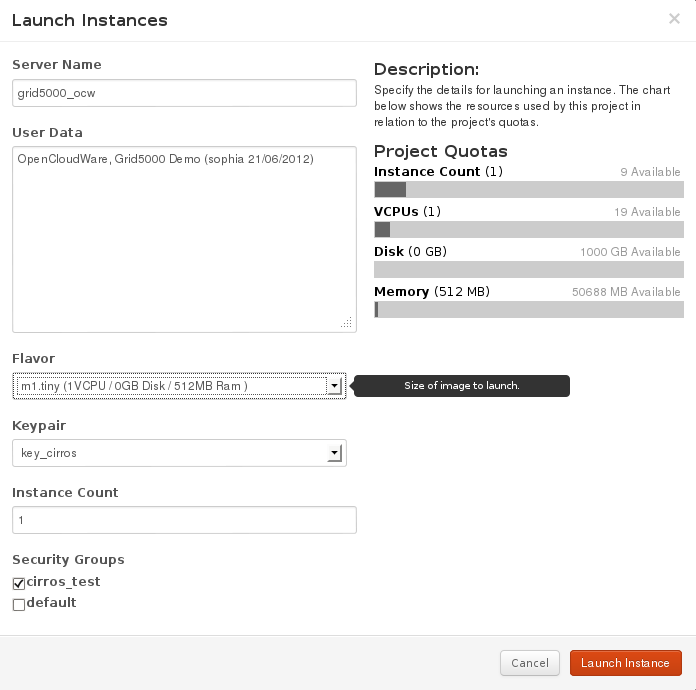 Launch Instances
×
Server Name
grid5000_ocw
User Data
OpenCloudWare, Grid5000 Demo (sophia 21/06/2012)
Flavor
m1.tiny (1VCPU / 0GB Disk / 512MB Ram )
Size of image to launch.
Keypair
key_cirros
Instance Count
1
Security Groups
cirros_test
default
Description:
Specify the details for launching an instance. The chart
below shows the resources used by this project in
relation to the project's quotas.
Project Quotas
Instance Count (1) 9 Available
VCPUs (1) 19 Available
Disk (0 GB) 1000 GB Available
Memory (512 MB) 50688 MB Available
Cancel
Launch Instance